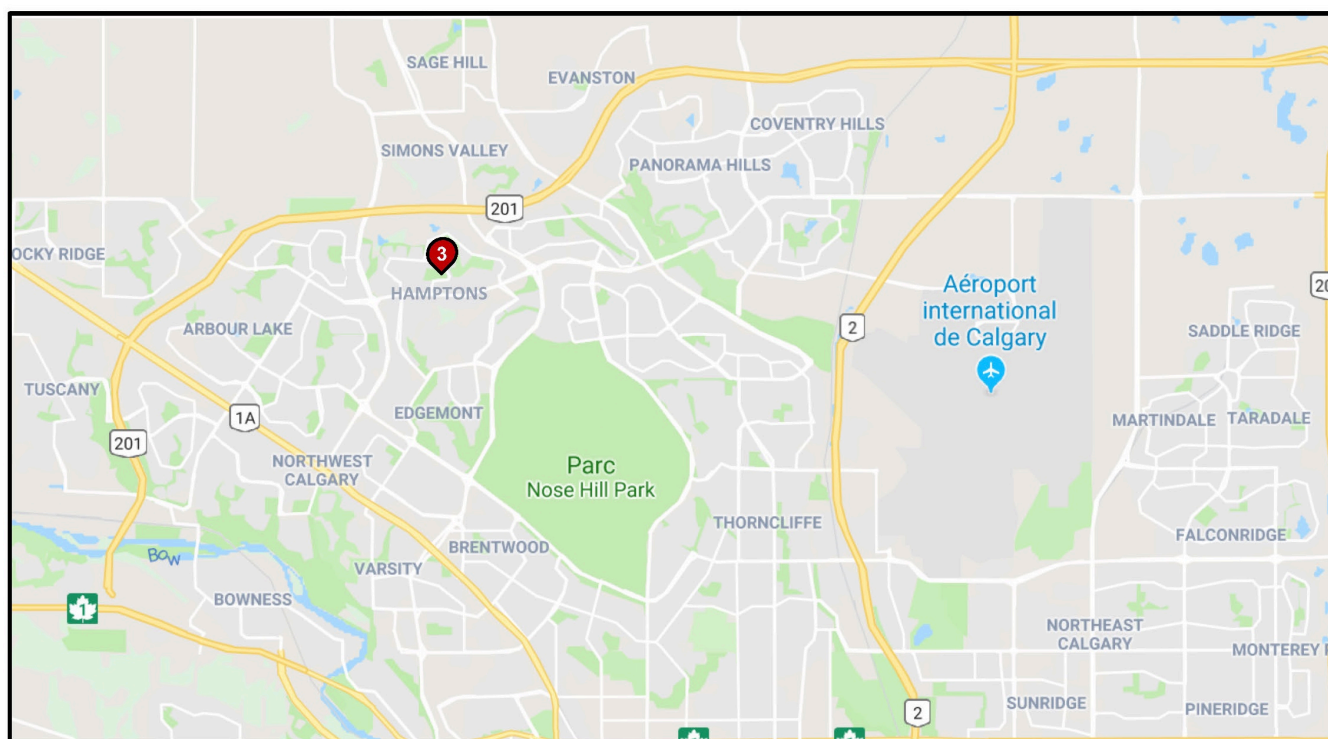 SAGE HILL
EVANSTON
COVENTRY HILLS
SIMONS VALLEY
PANORAMA HILLS
201
3
OCKY RIDGE
HAMPTONS
Aéroport
international
de Calgary
20
2
ARBOUR LAKE
SADDLE RIDGE
TUSCANY
1A
EDGEMONT
MARTINDALE
TARADALE
201
NORTHWEST
CALGARY
Parc
Nose Hill Park
THORNCLIFFE
FALCONRIDGE
BRENTWOOD
Bow
VARSITY
BOWNESS
1
NORTHEAST
CALGARY
MONTEREY P
SUNRIDGE
2
PINERIDGE